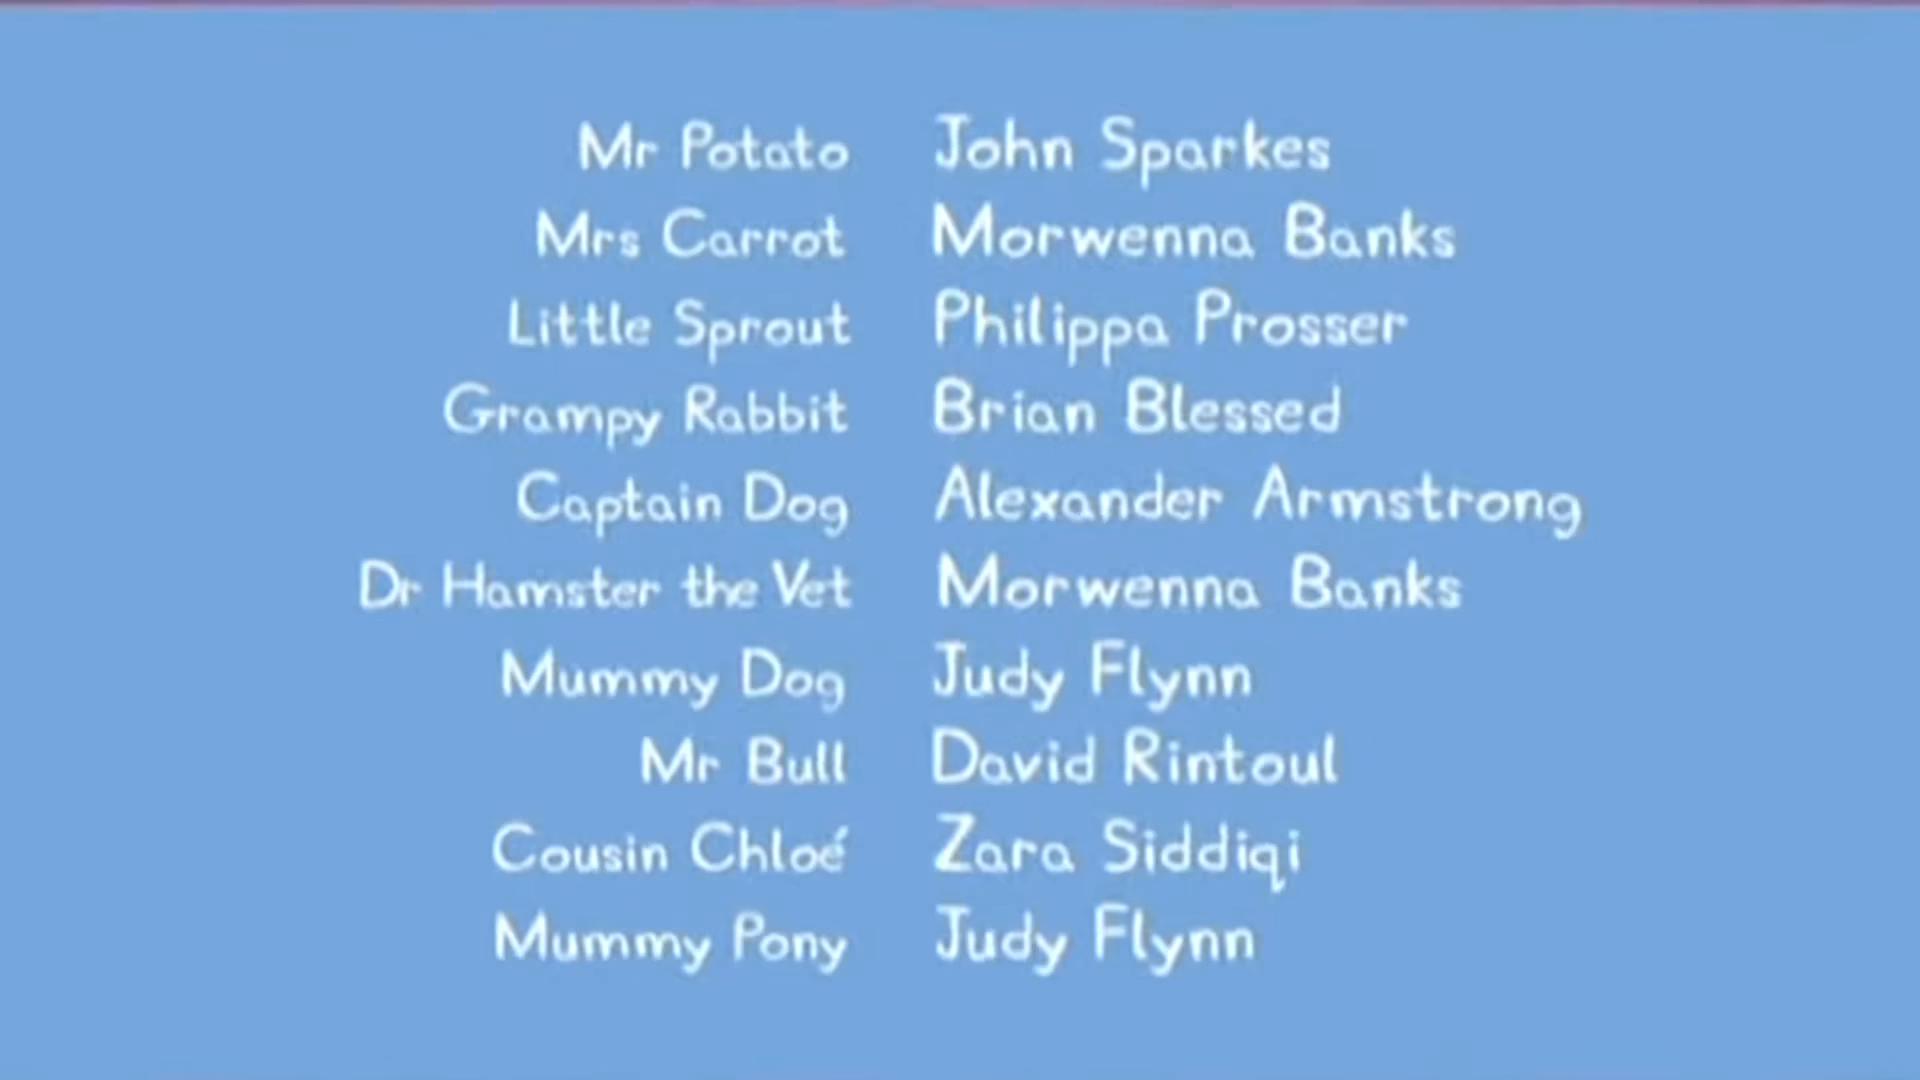 Mr Potato John Sparkes
Mrs Carrot Morwenna Banks
Little Sprout Philippa Prosser
Grampy Rabbit Brian Blessed
Captain Dog Alexander Armstrong
Dr Hamster the Vet Morwenna Banks
Mummy Dog Judy Flynn
Mr Bull David Rintoul
Cousin Chloé Zara Siddiqi
Mummy Pony Judy Flynn